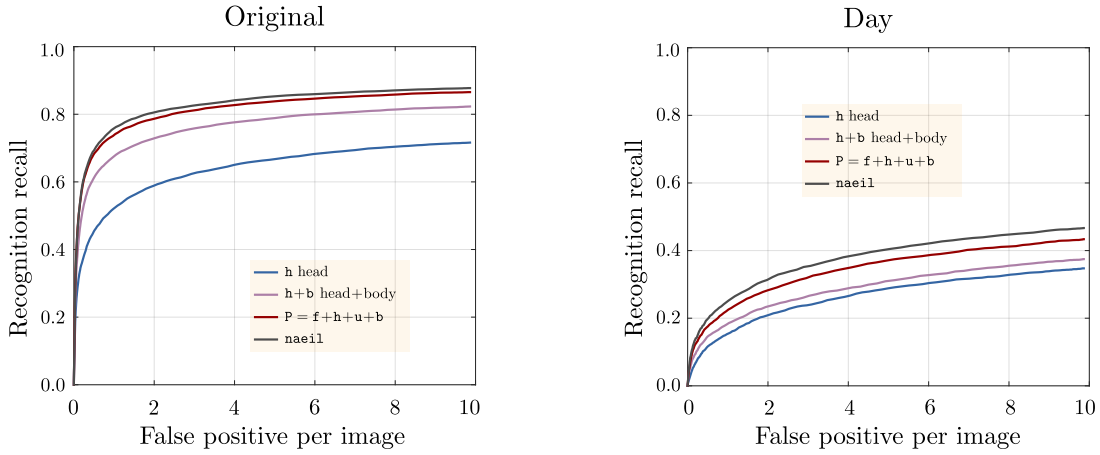 Original
Recognition recall
1.0
0.8
0.6
0.4
0.2
0.0
h head
h+b head+body
P = f+h+u+b
naeil
0 2 4 6 8 10
False positive per image
Day
Recognition recall
1.0
0.8
0.6
0.4
0.2
0.0
h head
h+b head+body
P = f+h+u+b
naeil
0 2 4 6 8 10
False positive per image